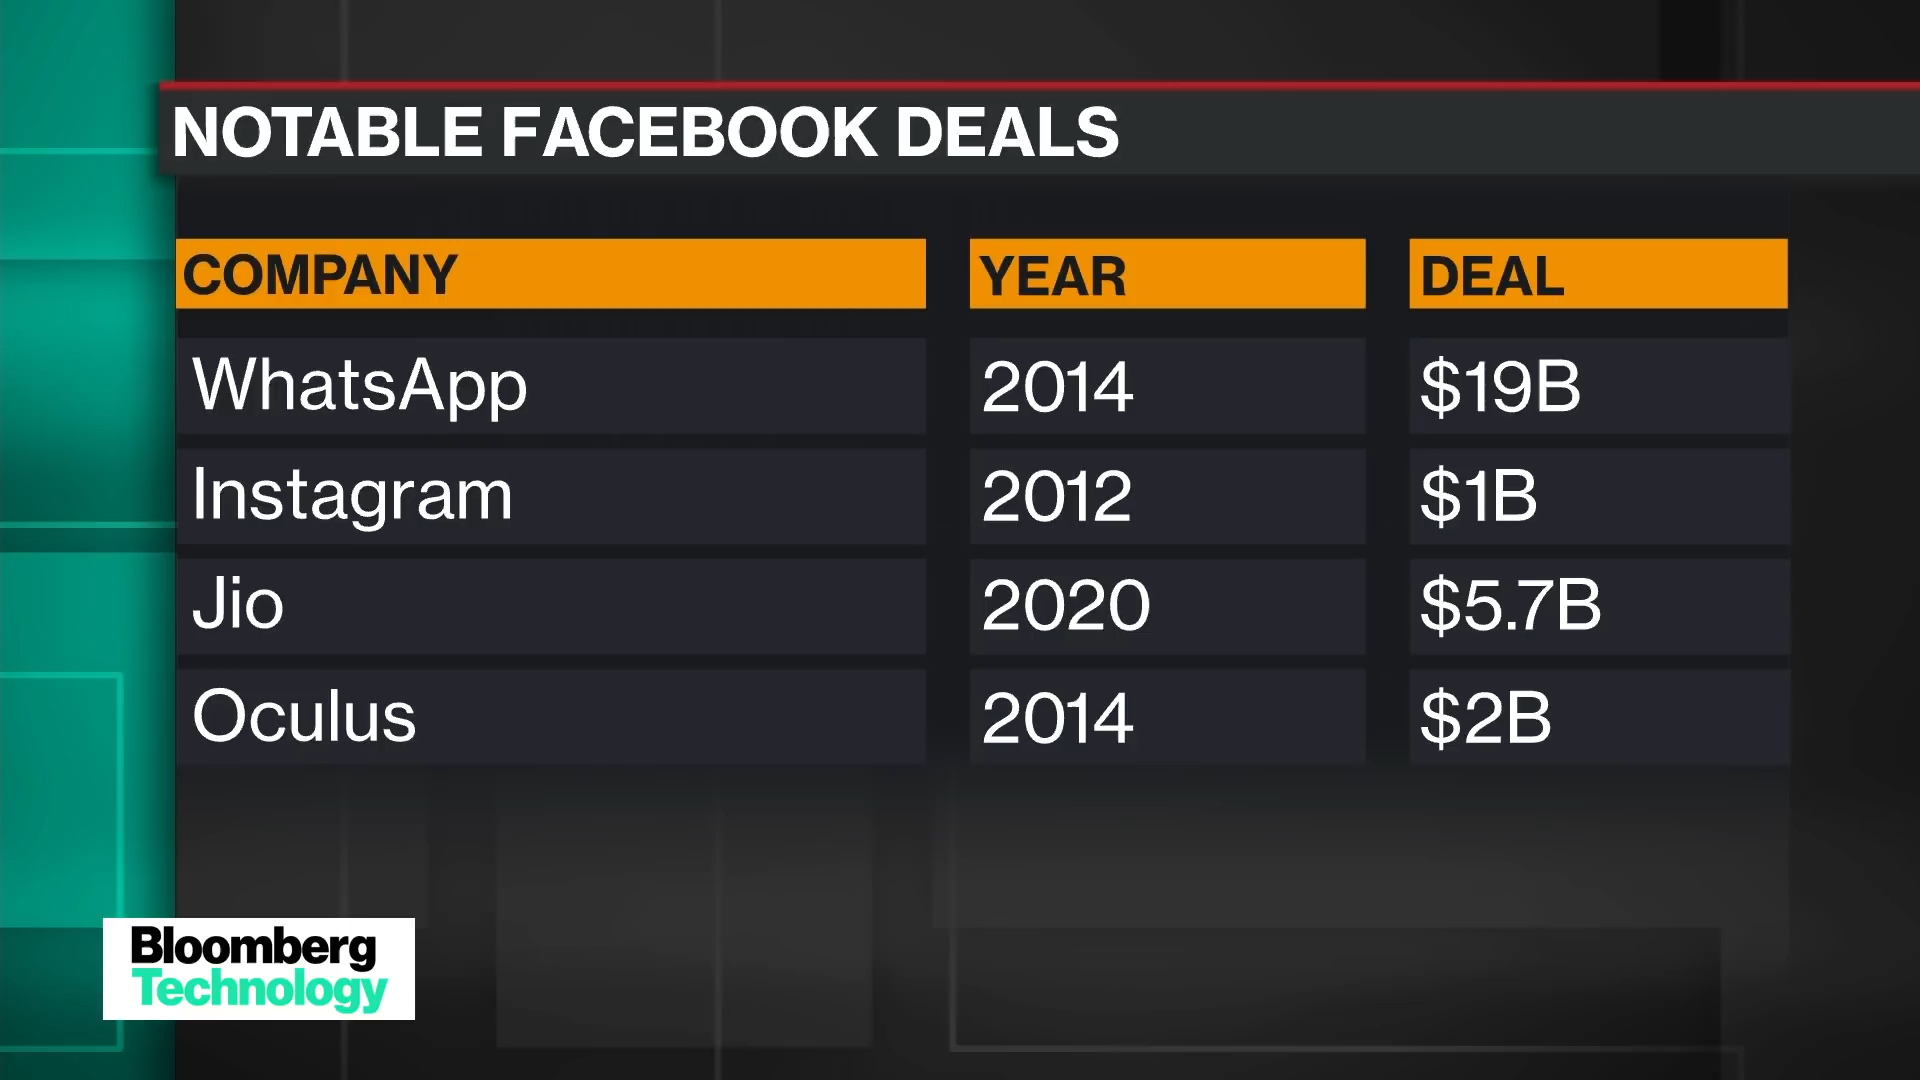 NOTABLE FACEBOOK DEALS
COMPANY YEAR DEAL
WhatsApp 2014 $19B
Instagram 2012 $1B
Jio 2020 $5.7B
Oculus 2014 $2B
Bloomberg
Technology